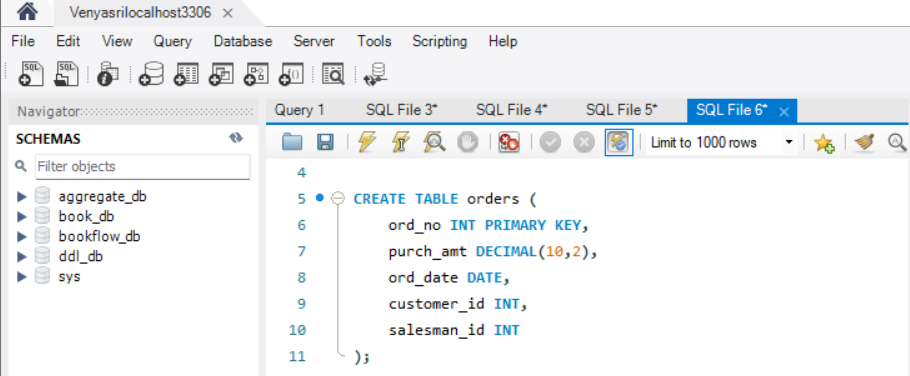 Venyasrilocalhost3306 ×
File Edit View Query Database Server Tools Scripting Help
SQL SQL
Navigator
SCHEMAS
Filter objects
aggregate_db
book_db
bookflow_db
ddl_db
sys
Query 1 SQL File 3* SQL File 4* SQL File 5* SQL File 6* ×
Limit to 1000 rows
4
5 CREATE TABLE orders (
6 ord_no INT PRIMARY KEY,
7 purch_amt DECIMAL(10,2),
8 ord_date DATE,
9 customer_id INT,
10 salesman_id INT
11 );